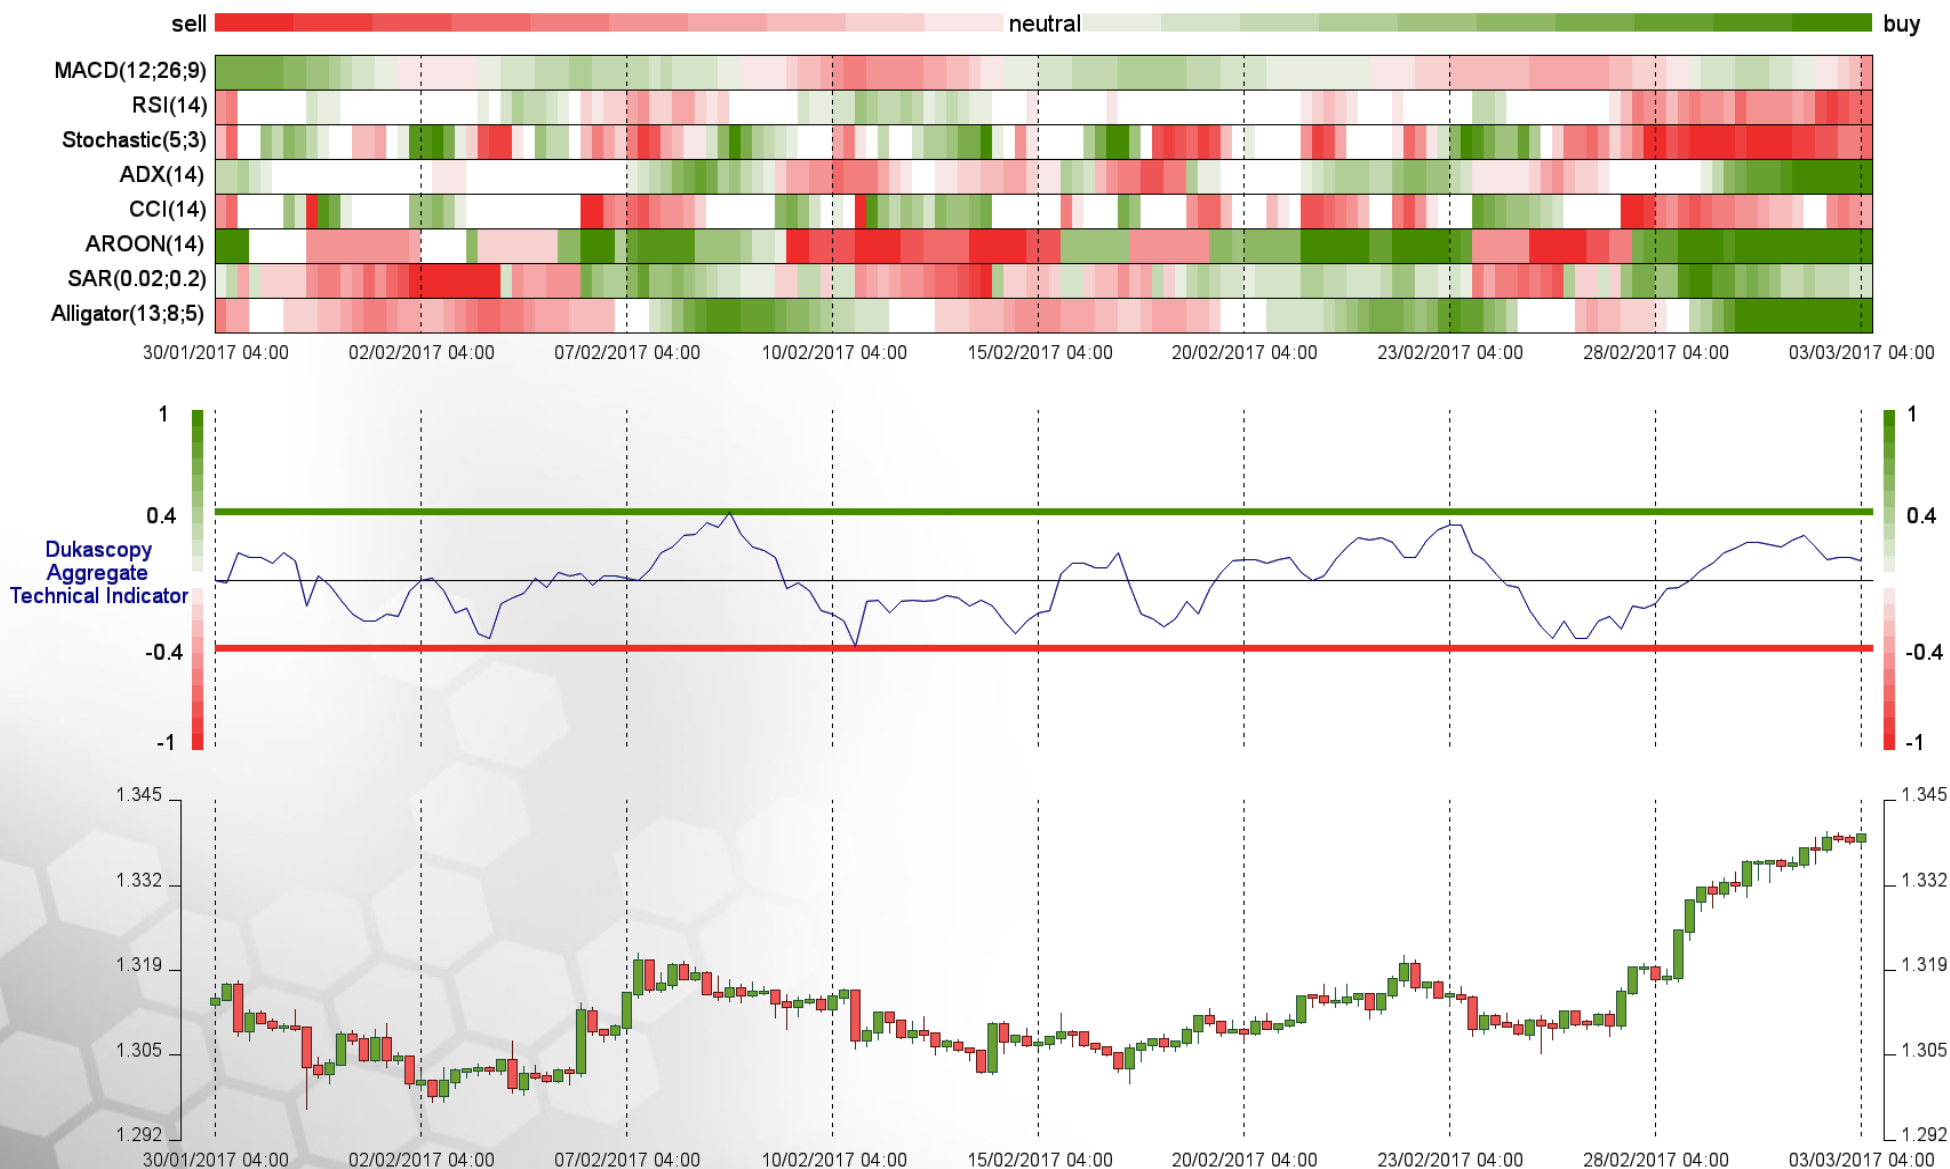 sell neutral buy
MACD(12;26;9)
RSI(14)
Stochastic(5;3)
ADX(14)
CCI(14)
AROON(14)
SAR(0.02;0.2)
Alligator(13;8;5)
30/01/2017 04:00 02/02/2017 04:00 07/02/2017 04:00 10/02/2017 04:00 15/02/2017 04:00 20/02/2017 04:00 23/02/2017 04:00 28/02/2017 04:00 03/03/2017 04:00
1 1
0.4 0.4
Dukascopy
Aggregate
Technical Indicator
-0.4 -0.4
-1 -1
1.345 1.345
1.332 1.332
1.319 1.319
1.305 1.305
1.292 1.292
30/01/2017 04:00 02/02/2017 04:00 07/02/2017 04:00 10/02/2017 04:00 15/02/2017 04:00 20/02/2017 04:00 23/02/2017 04:00 28/02/2017 04:00 03/03/2017 04:00